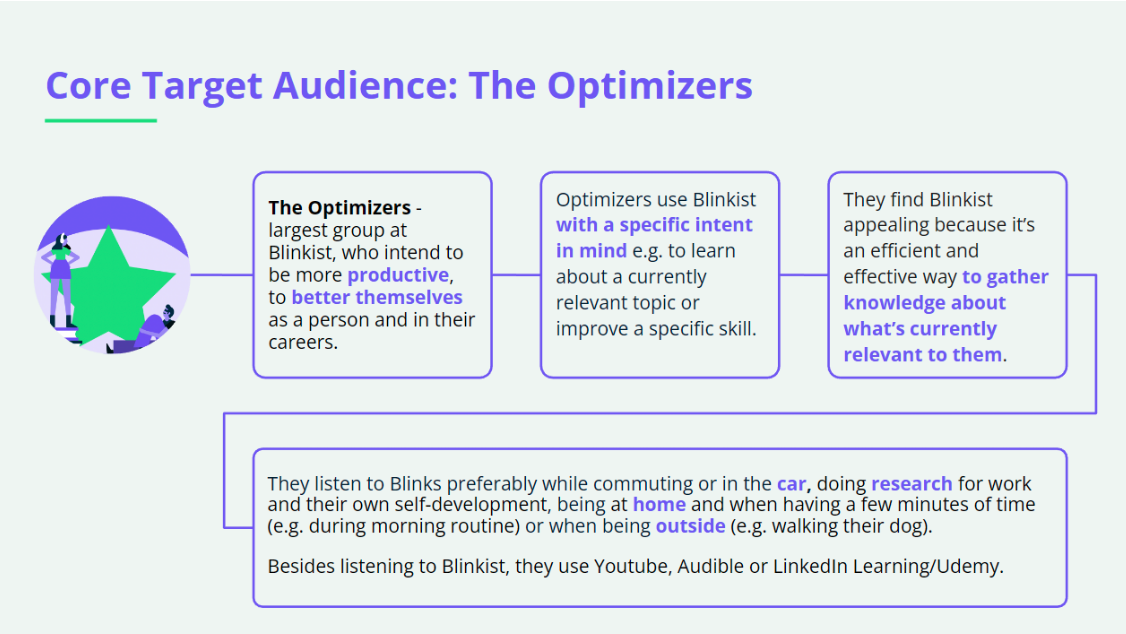 Core Target Audience: The Optimizers
The Optimizers -
largest group at
Blinkist, who intend to
be more productive,
to better themselves
as a person and in their
careers.
Optimizers use Blinkist
with a specific intent
in mind e.g. to learn
about a currently
relevant topic or
improve a specific skill.
They find Blinkist
appealing because it’s
an efficient and
effective way to gather
knowledge about
what’s currently
relevant to them.
They listen to Blinks preferably while commuting or in the car, doing research for work
and their own self-development, being at home and when having a few minutes of time
(e.g. during morning routine) or when being outside (e.g. walking their dog).
Besides listening to Blinkist, they use Youtube, Audible or LinkedIn Learning/Udemy.